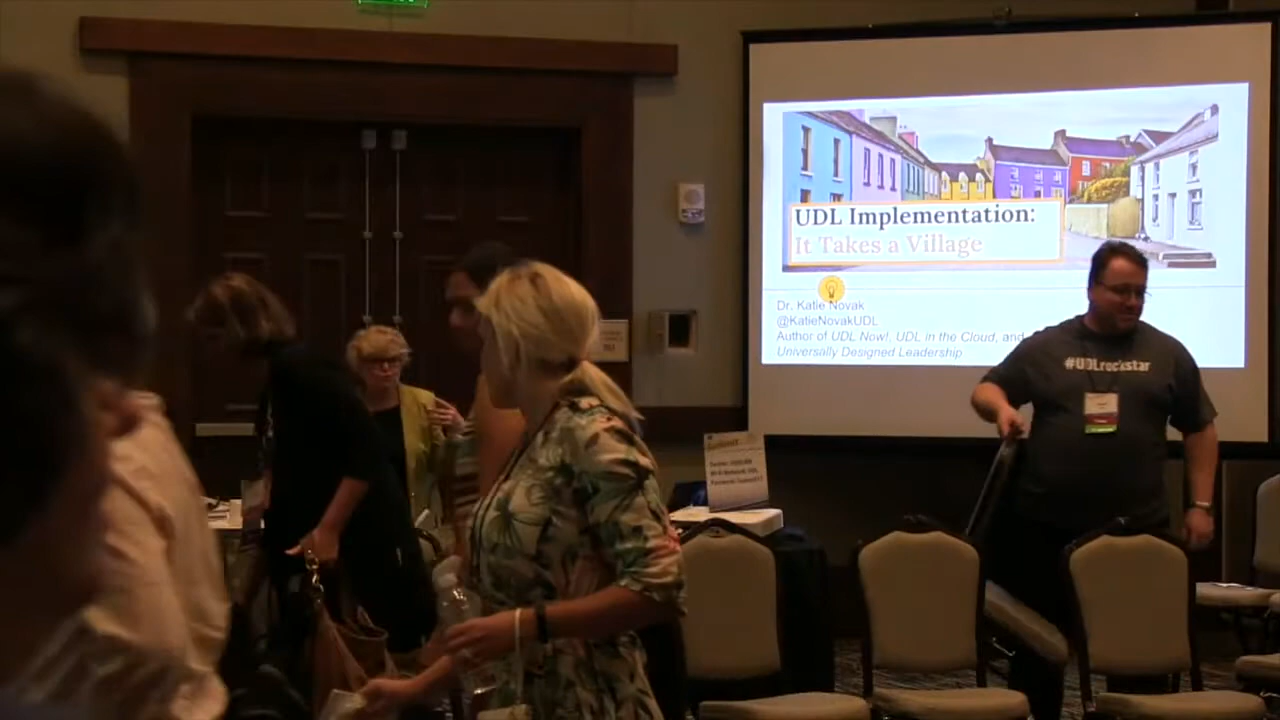 UDL Implementation:
It Takes a Village
Dr. Katie Novak
@KatieNovakUDL
Author of UDL Now!, UDL in the Cloud, and
Universally Designed Leadership
#UDLrockstar